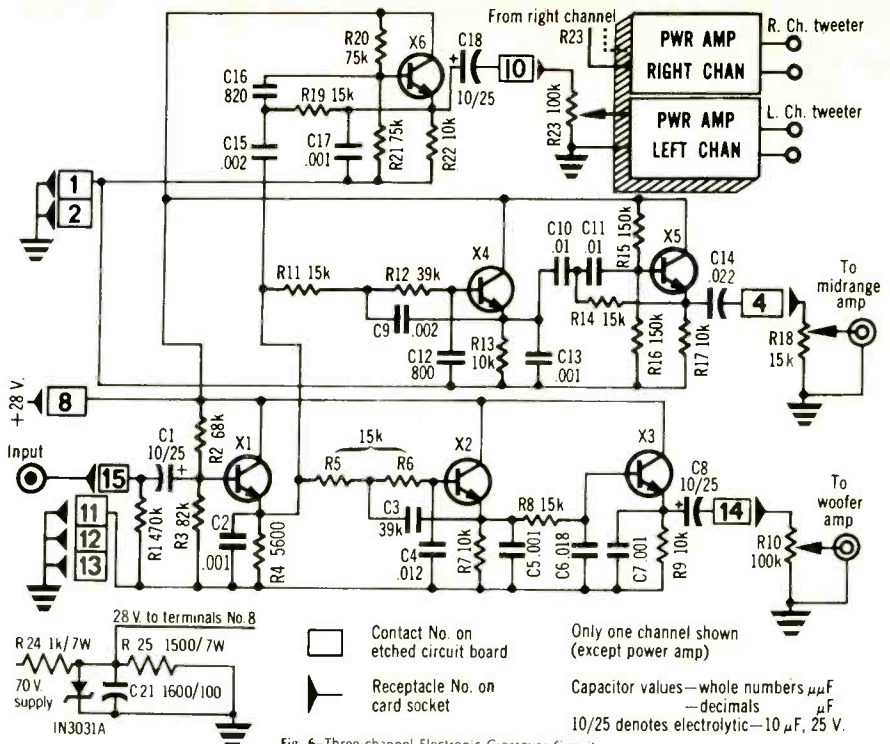 From right channel
R23
PWR AMP
RIGHT CHAN
R. Ch. tweeter
PWR AMP
LEFT CHAN
L. Ch. tweeter
R20
75k
X6
C18
+
10/25
10
R23 100k
C16
820
R19 15k
C15
.002
C17
.001
R21 75k
R22 10k
1
2
R11 15k
R12 39k
X4
C9
.002
C12
800
R13
10k
C13
.001
C10
.01
C11
.01
R15 150k
X5
R14 15k
R16 150k
R17 10k
C14
.022
4
To
midrange
amp
R18
15k
+28 V.
8
Input
15
C1
10/25
+
R2 68k
X1
11
12
13
R1 470k
R3 82k
C2
.001
R4 5600
15k
R5
R6
X2
C3
39k
C4
.012
R7 10k
C5 .001
R8 15k
C6 .018
X3
C7 .001
R9 10k
C8
10/25
+
14
To
woofer
amp
R10
100k
28 V. to terminals No. 8
R24 1k/7W
R 25 1500/7W
70 V.
supply
C21 1600/100
IN3031A
Contact No. on
etched circuit board
Receptacle No. on
card socket
Only one channel shown
(except power amp)
Capacitor values—whole numbers μμF
—decimals μF
10/25 denotes electrolytic—10 μF, 25 V.
Fig. 6—Three-channel Electronic Crossover Circuit